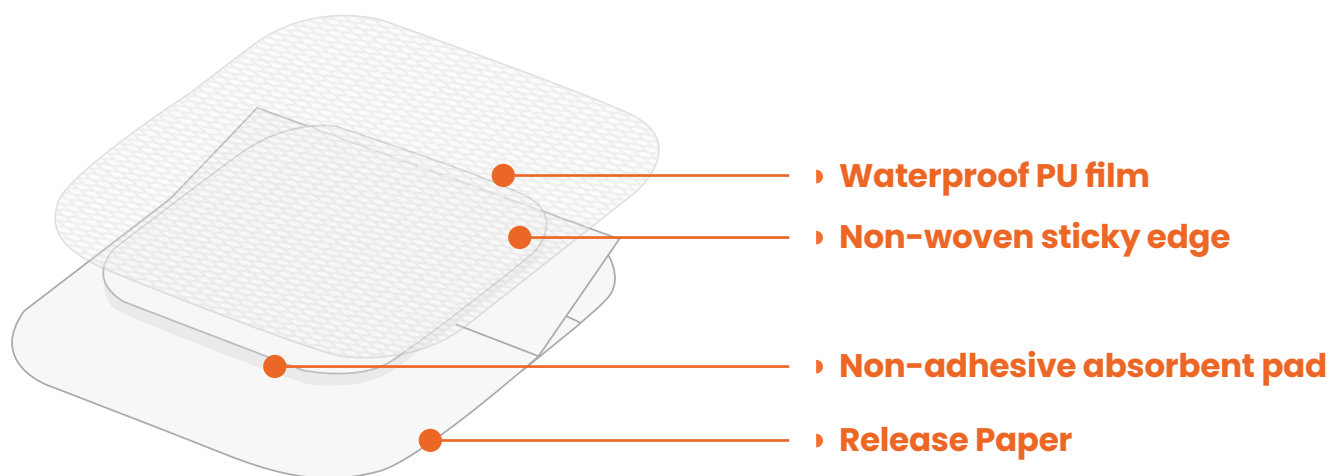 Waterproof PU film
Non-woven sticky edge
Non-adhesive absorbent pad
Release Paper